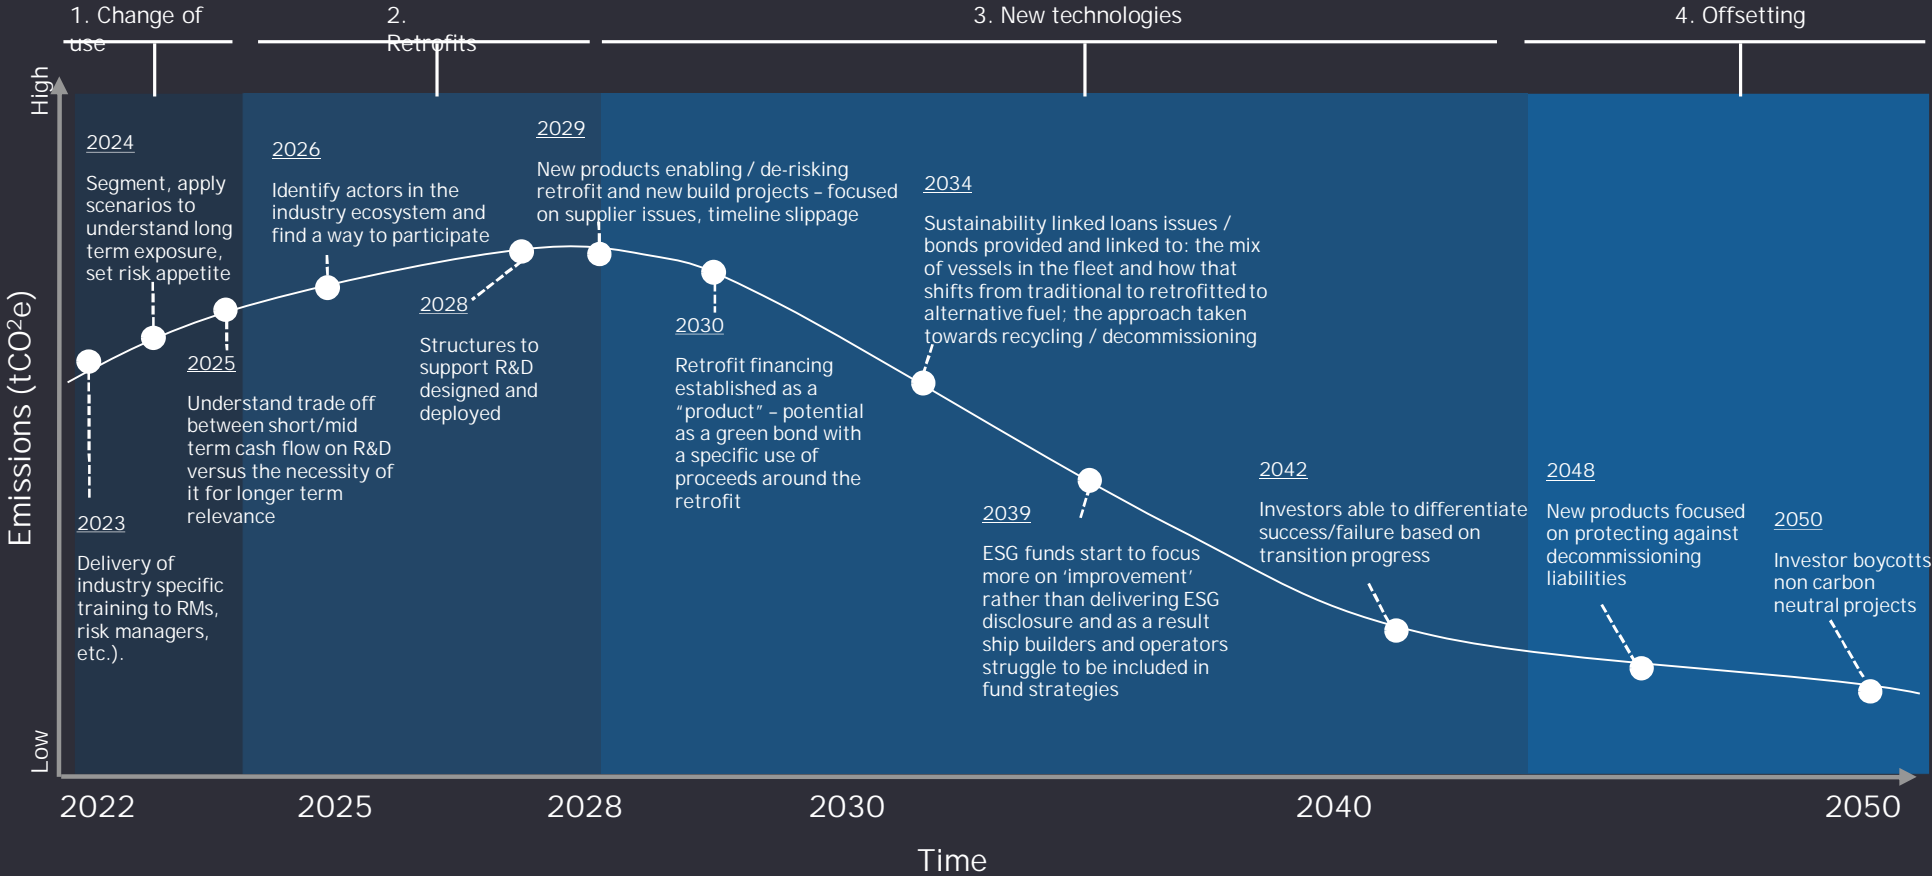 1. Change of
use
2.
Retrofits
3. New technologies
4. Offsetting
High
Emissions (tCO²e)
Low
2024
Segment, apply
scenarios to
understand long
term exposure,
set risk appetite
2026
Identify actors in the
industry ecosystem and
find a way to participate
2029
New products enabling / de-risking
retrofit and new build projects – focused
on supplier issues, timeline slippage
2034
Sustainability linked loans issues /
bonds provided and linked to: the mix
of vessels in the fleet and how that
shifts from traditional to retrofitted to
alternative fuel; the approach taken
towards recycling / decommissioning
2028
Structures to
support R&D
designed and
deployed
2030
Retrofit financing
established as a
“product” – potential
as a green bond with
a specific use of
proceeds around the
retrofit
2025
Understand trade off
between short/mid
term cash flow on R&D
versus the necessity of
it for longer term
relevance
2023
Delivery of
industry specific
training to RMs,
risk managers,
etc.).
2039
ESG funds start to focus
more on ‘improvement’
rather than delivering ESG
disclosure and as a result
ship builders and operators
struggle to be included in
fund strategies
2042
Investors able to differentiate
success/failure based on
transition progress
2048
New products focused
on protecting against
decommissioning
liabilities
2050
Investor boycotts
non carbon
neutral projects
2022
2025
2028
2030
2040
2050
Time